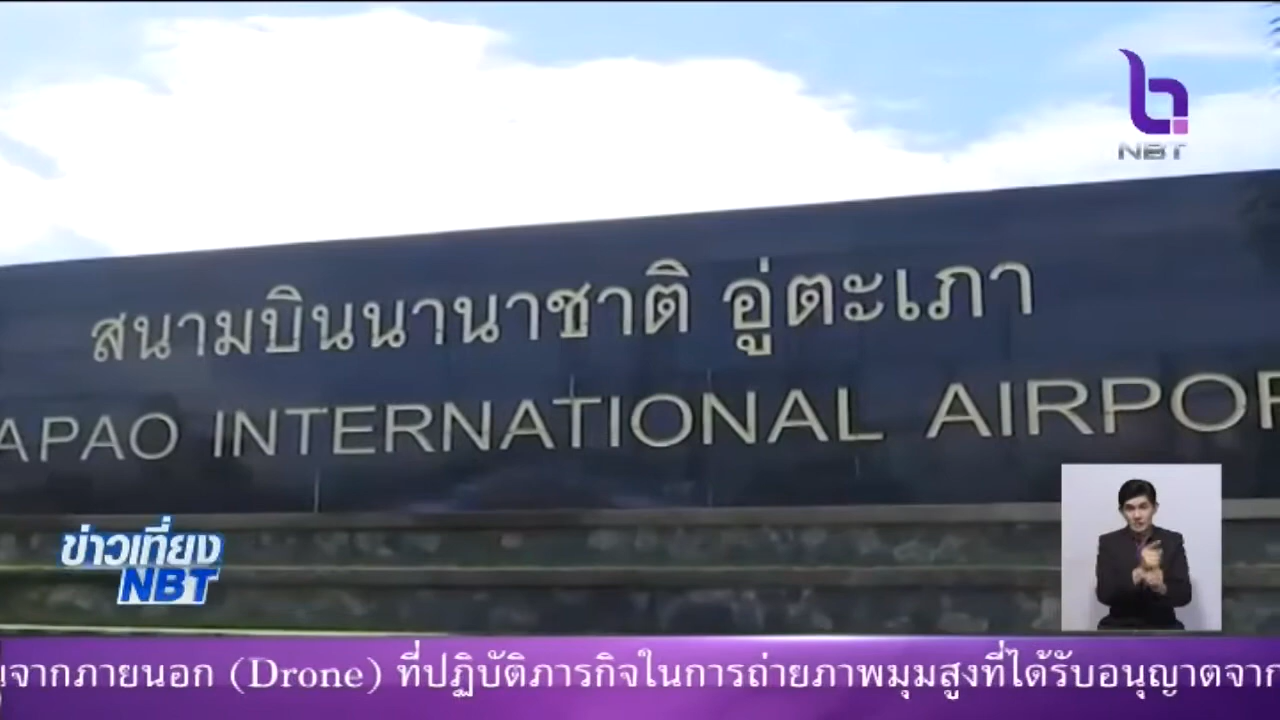 NBT
สนามบินนานาชาติ อู่ตะเภา
APAO INTERNATIONAL AIRPOR
ข่าวเที่ยง
NBT
นจากภายนอก (Drone) ที่ปฏิบัติภารกิจในการถ่ายภาพมุมสูงที่ได้รับอนุญาตจาก